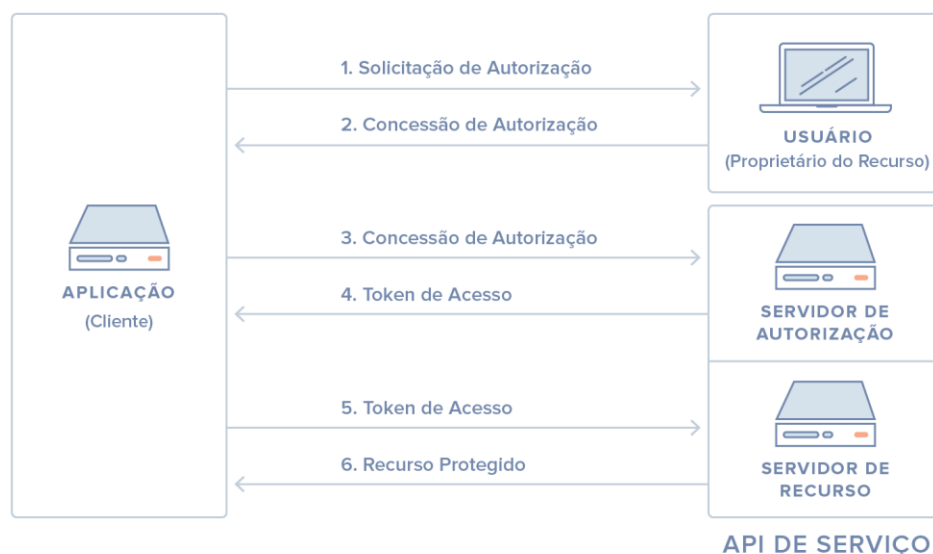 1. Solicitação de Autorização
2. Concessão de Autorização
USUÁRIO
(Proprietário do Recurso)
APLICAÇÃO
(Cliente)
3. Concessão de Autorização
4. Token de Acesso
SERVIDOR DE
AUTORIZAÇÃO
5. Token de Acesso
6. Recurso Protegido
SERVIDOR DE
RECURSO
API DE SERVIÇO